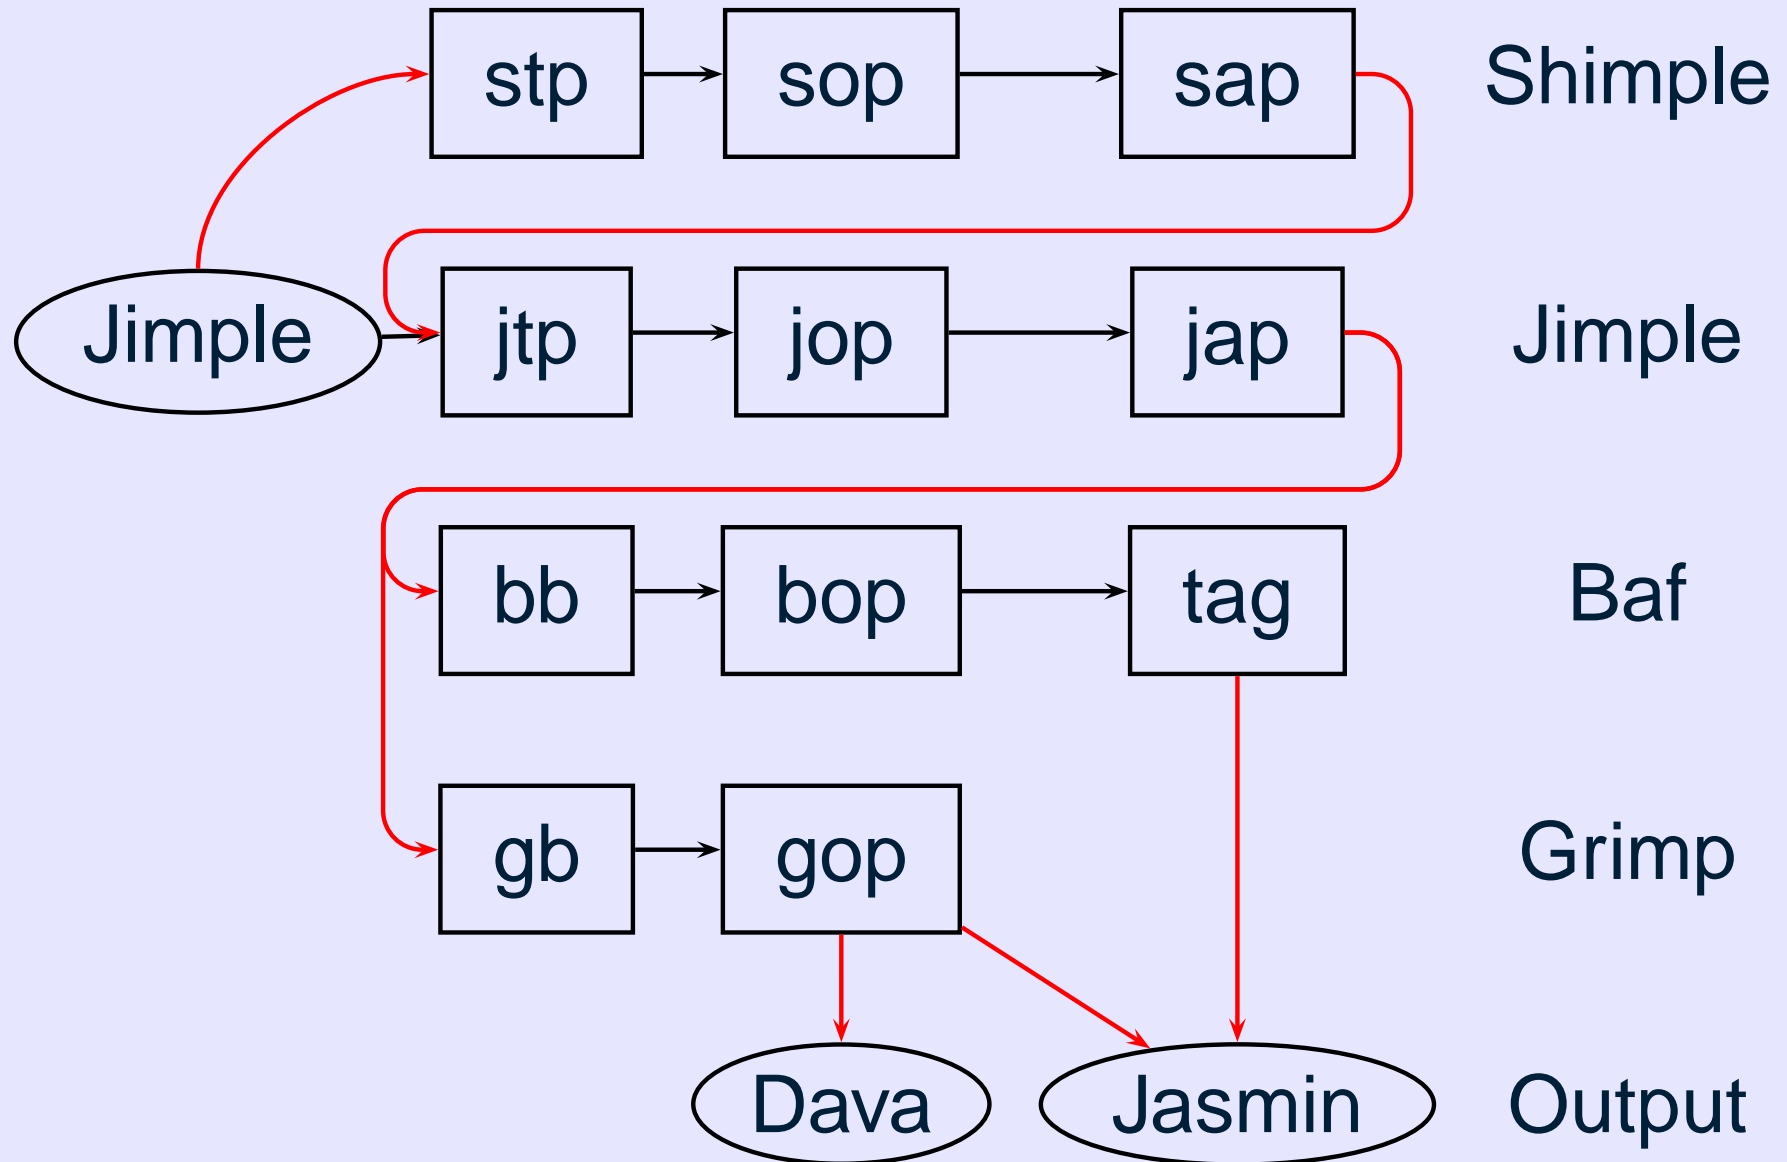 stp sop sap Shimple
Jimple jtp jop jap Jimple
bb bop tag Baf
gb gop Grimp
Dava Jasmin Output